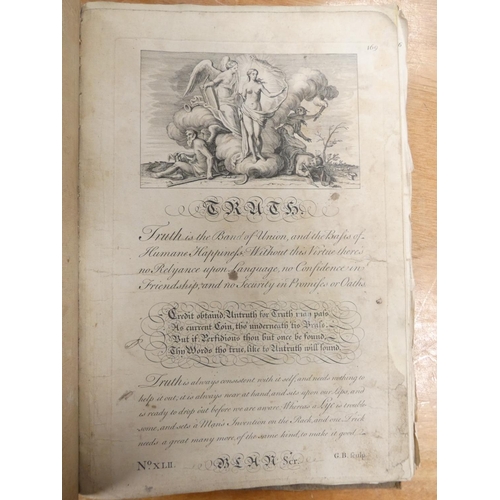 169
TRUTH.
Truth is the Band of Union, and the Basis of
Humane Happiness. Without this Virtue there's
no Relyance upon Language, no Confidence in
Friendship, and no Security in Promises or Oaths.
Credit obtaind Untruth for Truth may pass
As current Coin, tho' underneath tis Brass.
But if Perfidious thou but once be found,
Thy Words tho' true, like to Untruth will sound.
Truth is always consistent with it self, and needs nothing to
help it out; it is always near at hand, and sits upon our Lips, and
is ready to drop out before we are aware: Whereas a Lye is trouble
some, and sets a Man's Invention on the Rack, and one Trick
needs a great many more, of the same kind, to make it good.
No. XLII.
BLAN Scr.
G. B. sculp.